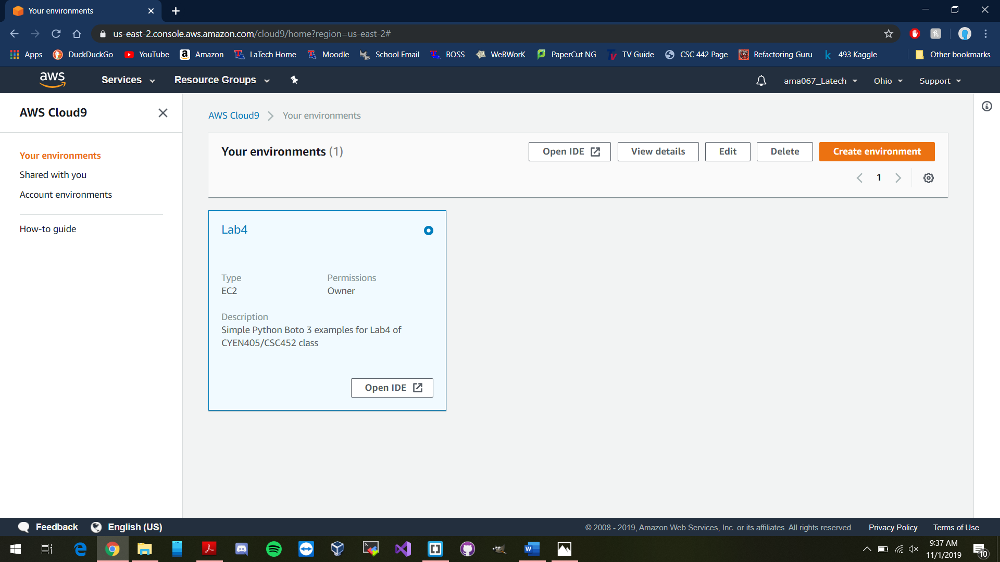 Your environments
us-east-2.console.aws.amazon.com/cloud9/home?region=us-east-2#
Apps DuckDuckGo YouTube Amazon LaTech Home Moodle School Email BOSS WeBWorK PaperCut NG TV Guide CSC 442 Page Refactoring Guru 493 Kaggle Other bookmarks
aws Services Resource Groups ama067_Latech Ohio Support
AWS Cloud9
Your environments
Shared with you
Account environments
How-to guide
AWS Cloud9 Your environments
Your environments (1) Open IDE View details Edit Delete Create environment
1
Lab4
Type Permissions
EC2 Owner
Description
Simple Python Boto 3 examples for Lab4 of
CYEN405/CSC452 class
Open IDE
Feedback English (US) © 2008 - 2019, Amazon Web Services, Inc. or its affiliates. All rights reserved. Privacy Policy Terms of Use
9:37 AM
11/1/2019
10